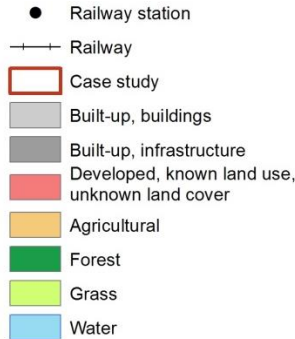 Railway station
Railway
Case study
Built-up, buildings
Built-up, infrastructure
Developed, known land use,
unknown land cover
Agricultural
Forest
Grass
Water